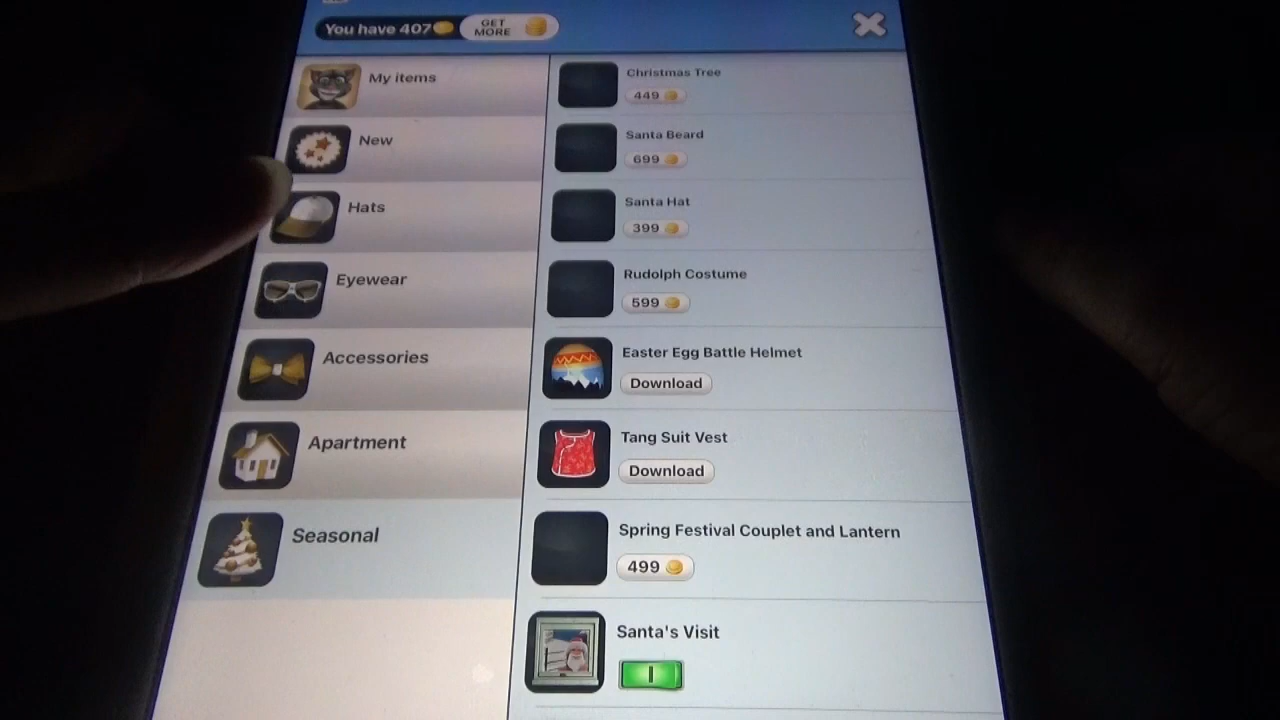 You have 407
GET
MORE
My items
New
Hats
Eyewear
Accessories
Apartment
Seasonal
Christmas Tree
449
Santa Beard
699
Santa Hat
399
Rudolph Costume
599
Easter Egg Battle Helmet
Download
Tang Suit Vest
Download
Spring Festival Couplet and Lantern
499
Santa's Visit
I